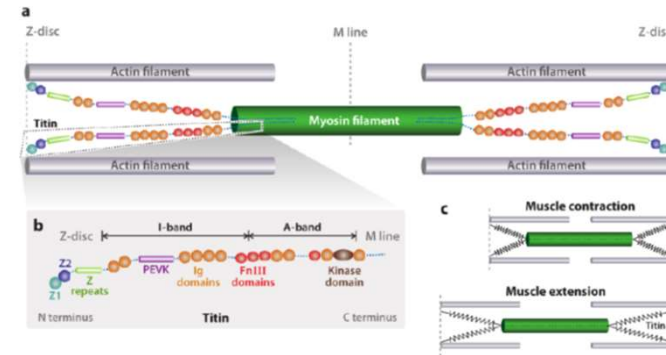 a
Z-disc
M line
Z-dis
Actin filament
Actin filament
Titin
Myosin filament
Actin filament
Actin filament
b
Z-disc
I-band
A-band
M line
Z2
Z1
Z
repeats
PEVK
Ig
domains
FnIII
domains
Kinase
domain
N terminus
Titin
C terminus
c
Muscle contraction
Muscle extension
Titin